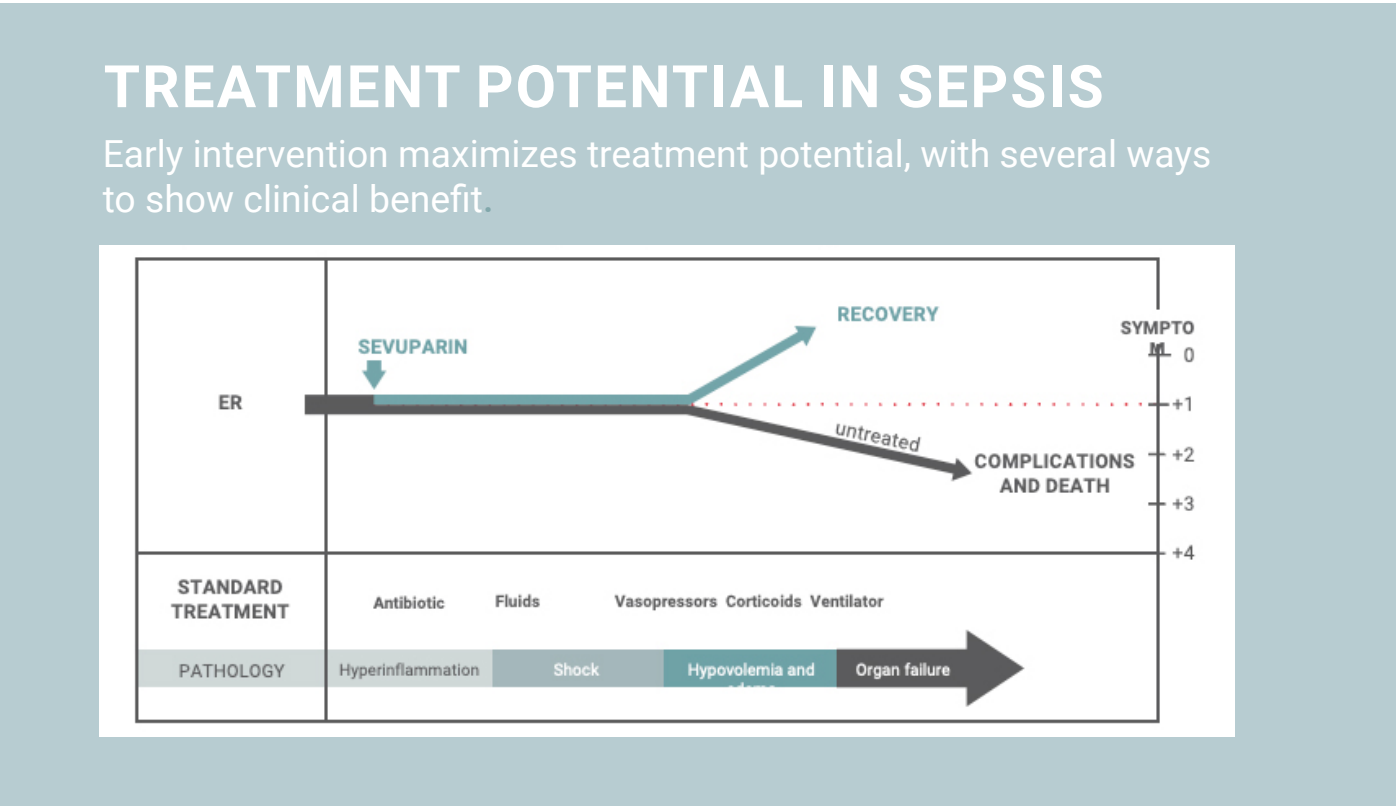 TREATMENT POTENTIAL IN SEPSIS
Early intervention maximizes treatment potential, with several ways
to show clinical benefit.
RECOVERY
SYMPTO
M
0
SEVUPARIN
ER
+1
untreated
+2
COMPLICATIONS
AND DEATH
+3
+4
STANDARD
TREATMENT
Antibiotic Fluids Vasopressors Corticoids Ventilator
PATHOLOGY Hyperinflammation Shock Hypovolemia and Organ failure